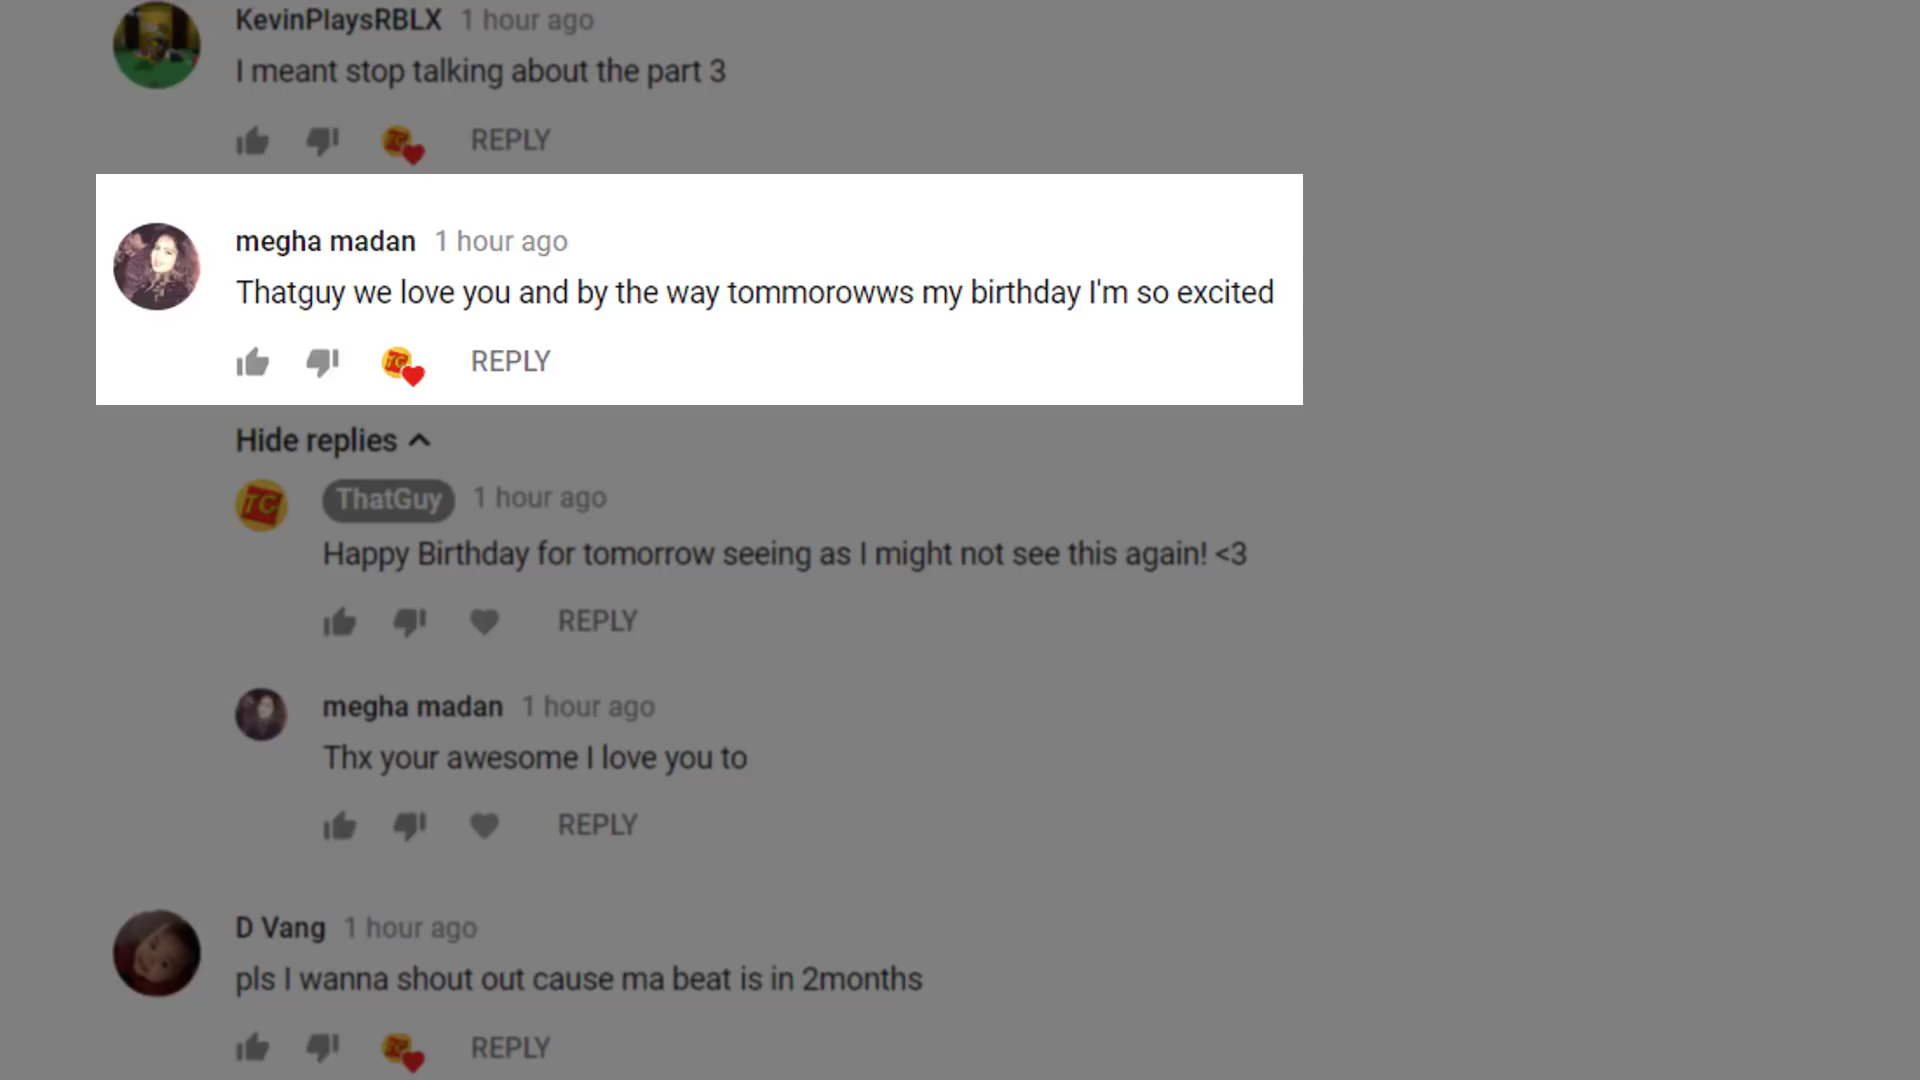 KevinPlaysRBLX 1 hour ago
I meant stop talking about the part 3
TG REPLY
megha madan 1 hour ago
Thatguy we love you and by the way tommorowws my birthday I'm so excited
TG REPLY
Hide replies
TG ThatGuy 1 hour ago
Happy Birthday for tomorrow seeing as I might not see this again! <3
REPLY
megha madan 1 hour ago
Thx your awesome I love you to
REPLY
D Vang 1 hour ago
pls I wanna shout out cause ma beat is in 2months
TG REPLY